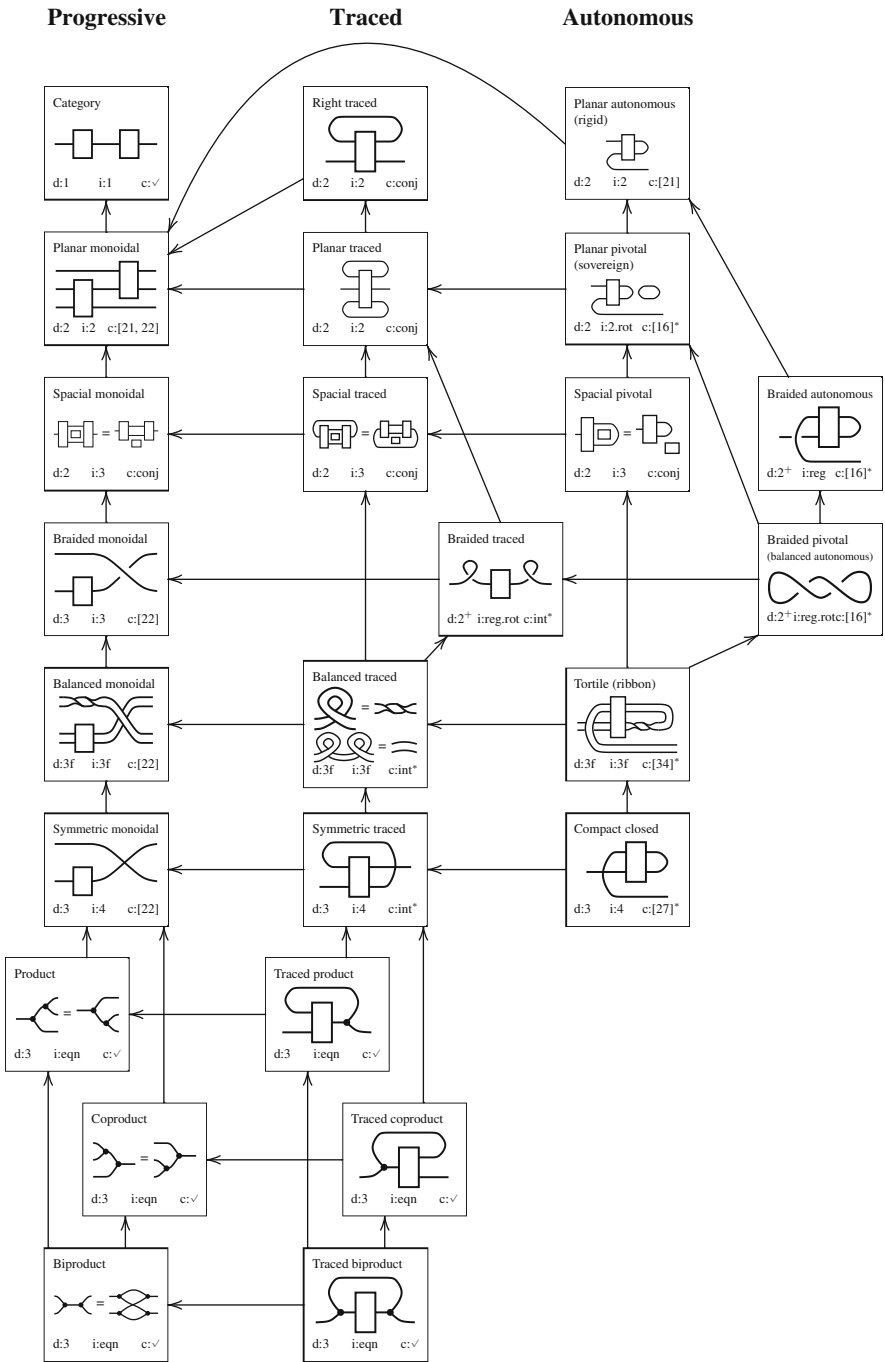 Progressive Traced Autonomous
Category
d:1 i:1 c:✓
Right traced
d:2 i:2 c:conj
Planar autonomous
(rigid)
d:2 i:2 c:[21]
Planar monoidal
d:2 i:2 c:[21, 22]
Planar traced
d:2 i:2 c:conj
Planar pivotal
(sovereign)
d:2 i:2.rot c:[16]*
Spacial monoidal
=
d:2 i:3 c:conj
Spacial traced
=
d:2 i:3 c:conj
Spacial pivotal
=
d:2 i:3 c:conj
Braided autonomous
d:2⁺ i:reg c:[16]*
Braided monoidal
d:3 i:3 c:[22]
Braided traced
d:2⁺ i:reg.rot c:int*
Braided pivotal
(balanced autonomous)
d:2⁺ i:reg.rot c:[16]*
Balanced monoidal
d:3f i:3f c:[22]
Balanced traced
=
=
d:3f i:3f c:int*
Tortile (ribbon)
d:3f i:3f c:[34]*
Symmetric monoidal
d:3 i:4 c:[22]
Symmetric traced
d:3 i:4 c:int*
Compact closed
d:3 i:4 c:[27]*
Product
=
d:3 i:eqn c:✓
Traced product
d:3 i:eqn c:✓
Coproduct
=
d:3 i:eqn c:✓
Traced coproduct
d:3 i:eqn c:✓
Biproduct
=
d:3 i:eqn c:✓
Traced biproduct
d:3 i:eqn c:✓